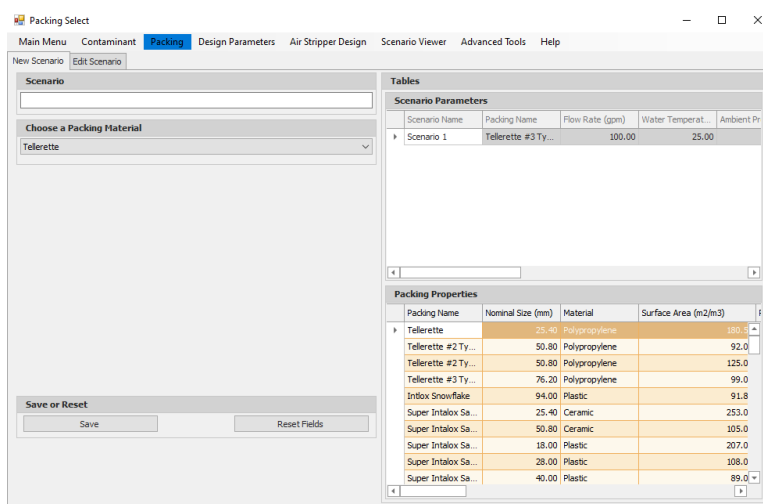 Packing Select
Main Menu Contaminant Packing Design Parameters Air Stripper Design Scenario Viewer Advanced Tools Help
New Scenario Edit Scenario
Scenario
Choose a Packing Material
Tellerette
Save or Reset
Save Reset Fields
Tables
Scenario Parameters
Scenario Name Packing Name Flow Rate (gpm) Water Temperat... Ambient Pr
Scenario 1 Tellerette #3 Ty... 100.00 25.00
Packing Properties
Packing Name Nominal Size (mm) Material Surface Area (m2/m3)
Tellerette 25.40 Polypropylene 180.5
Tellerette #2 Ty... 50.80 Polypropylene 92.0
Tellerette #2 Ty... 50.80 Polypropylene 125.0
Tellerette #3 Ty... 76.20 Polypropylene 99.0
Intlox Snowflake 94.00 Plastic 91.8
Super Intalox Sa... 25.40 Ceramic 253.0
Super Intalox Sa... 50.80 Ceramic 105.0
Super Intalox Sa... 18.00 Plastic 207.0
Super Intalox Sa... 28.00 Plastic 108.0
Super Intalox Sa... 40.00 Plastic 89.0